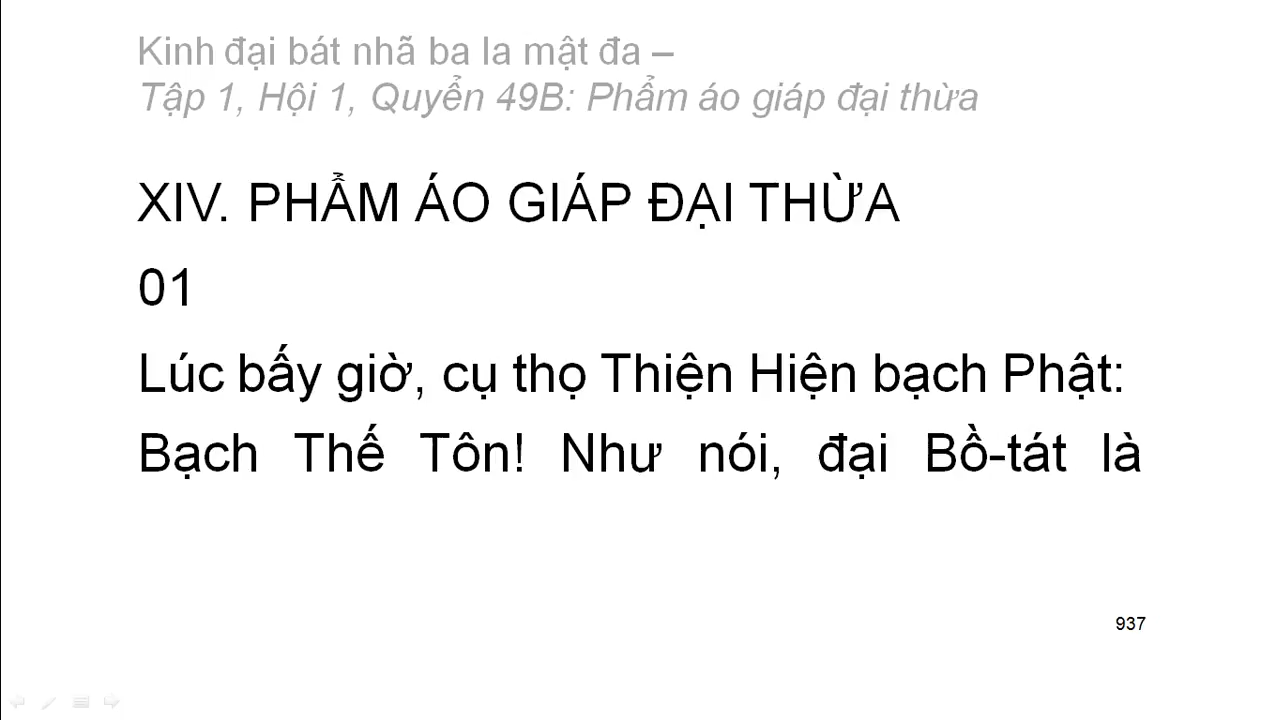 Kinh đại bát nhã ba la mật đa –
Tập 1, Hội 1, Quyển 49B: Phẩm áo giáp đại thừa
XIV. PHẨM ÁO GIÁP ĐẠI THỪA
01
Lúc bấy giờ, cụ thọ Thiện Hiện bạch Phật:
Bạch Thế Tôn! Như nói, đại Bồ-tát là
937